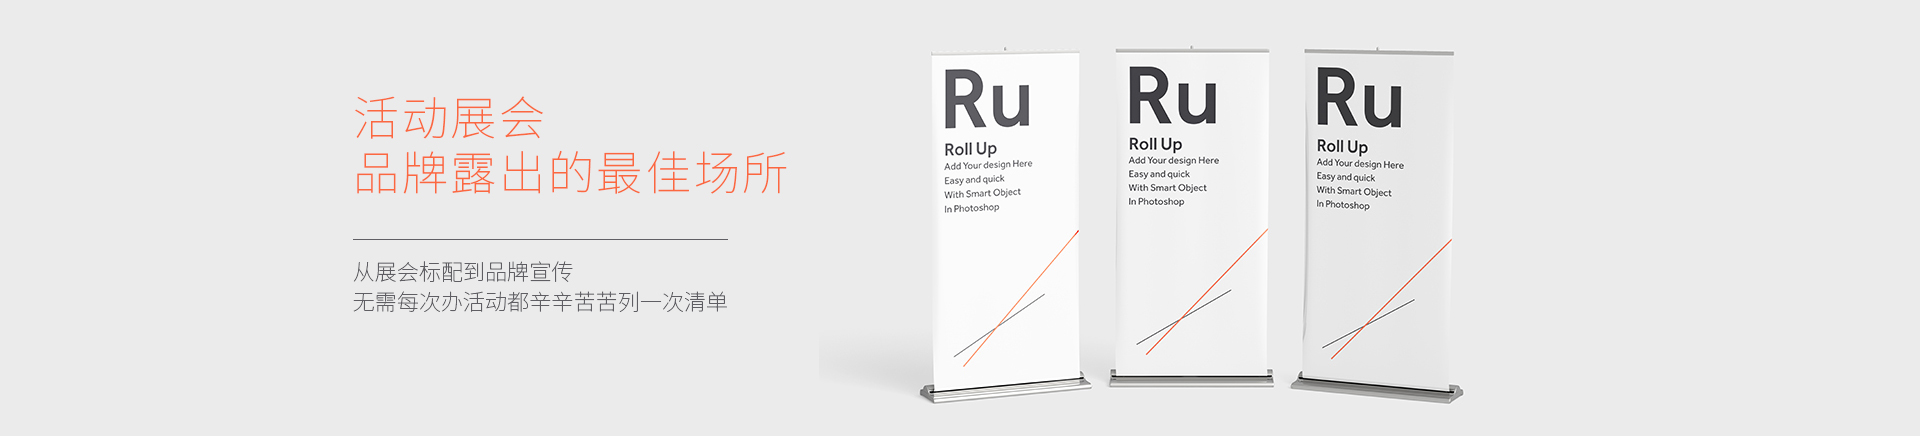 活动展会
品牌露出的最佳场所
从展会标配到品牌宣传
无需每次办活动都辛辛苦苦列一次清单
Ru
Roll Up
Add Your design Here
Easy and quick
With Smart Object
In Photoshop
Ru
Roll Up
Add Your design Here
Easy and quick
With Smart Object
In Photoshop
Ru
Roll Up
Add Your design Here
Easy and quick
With Smart Object
In Photoshop